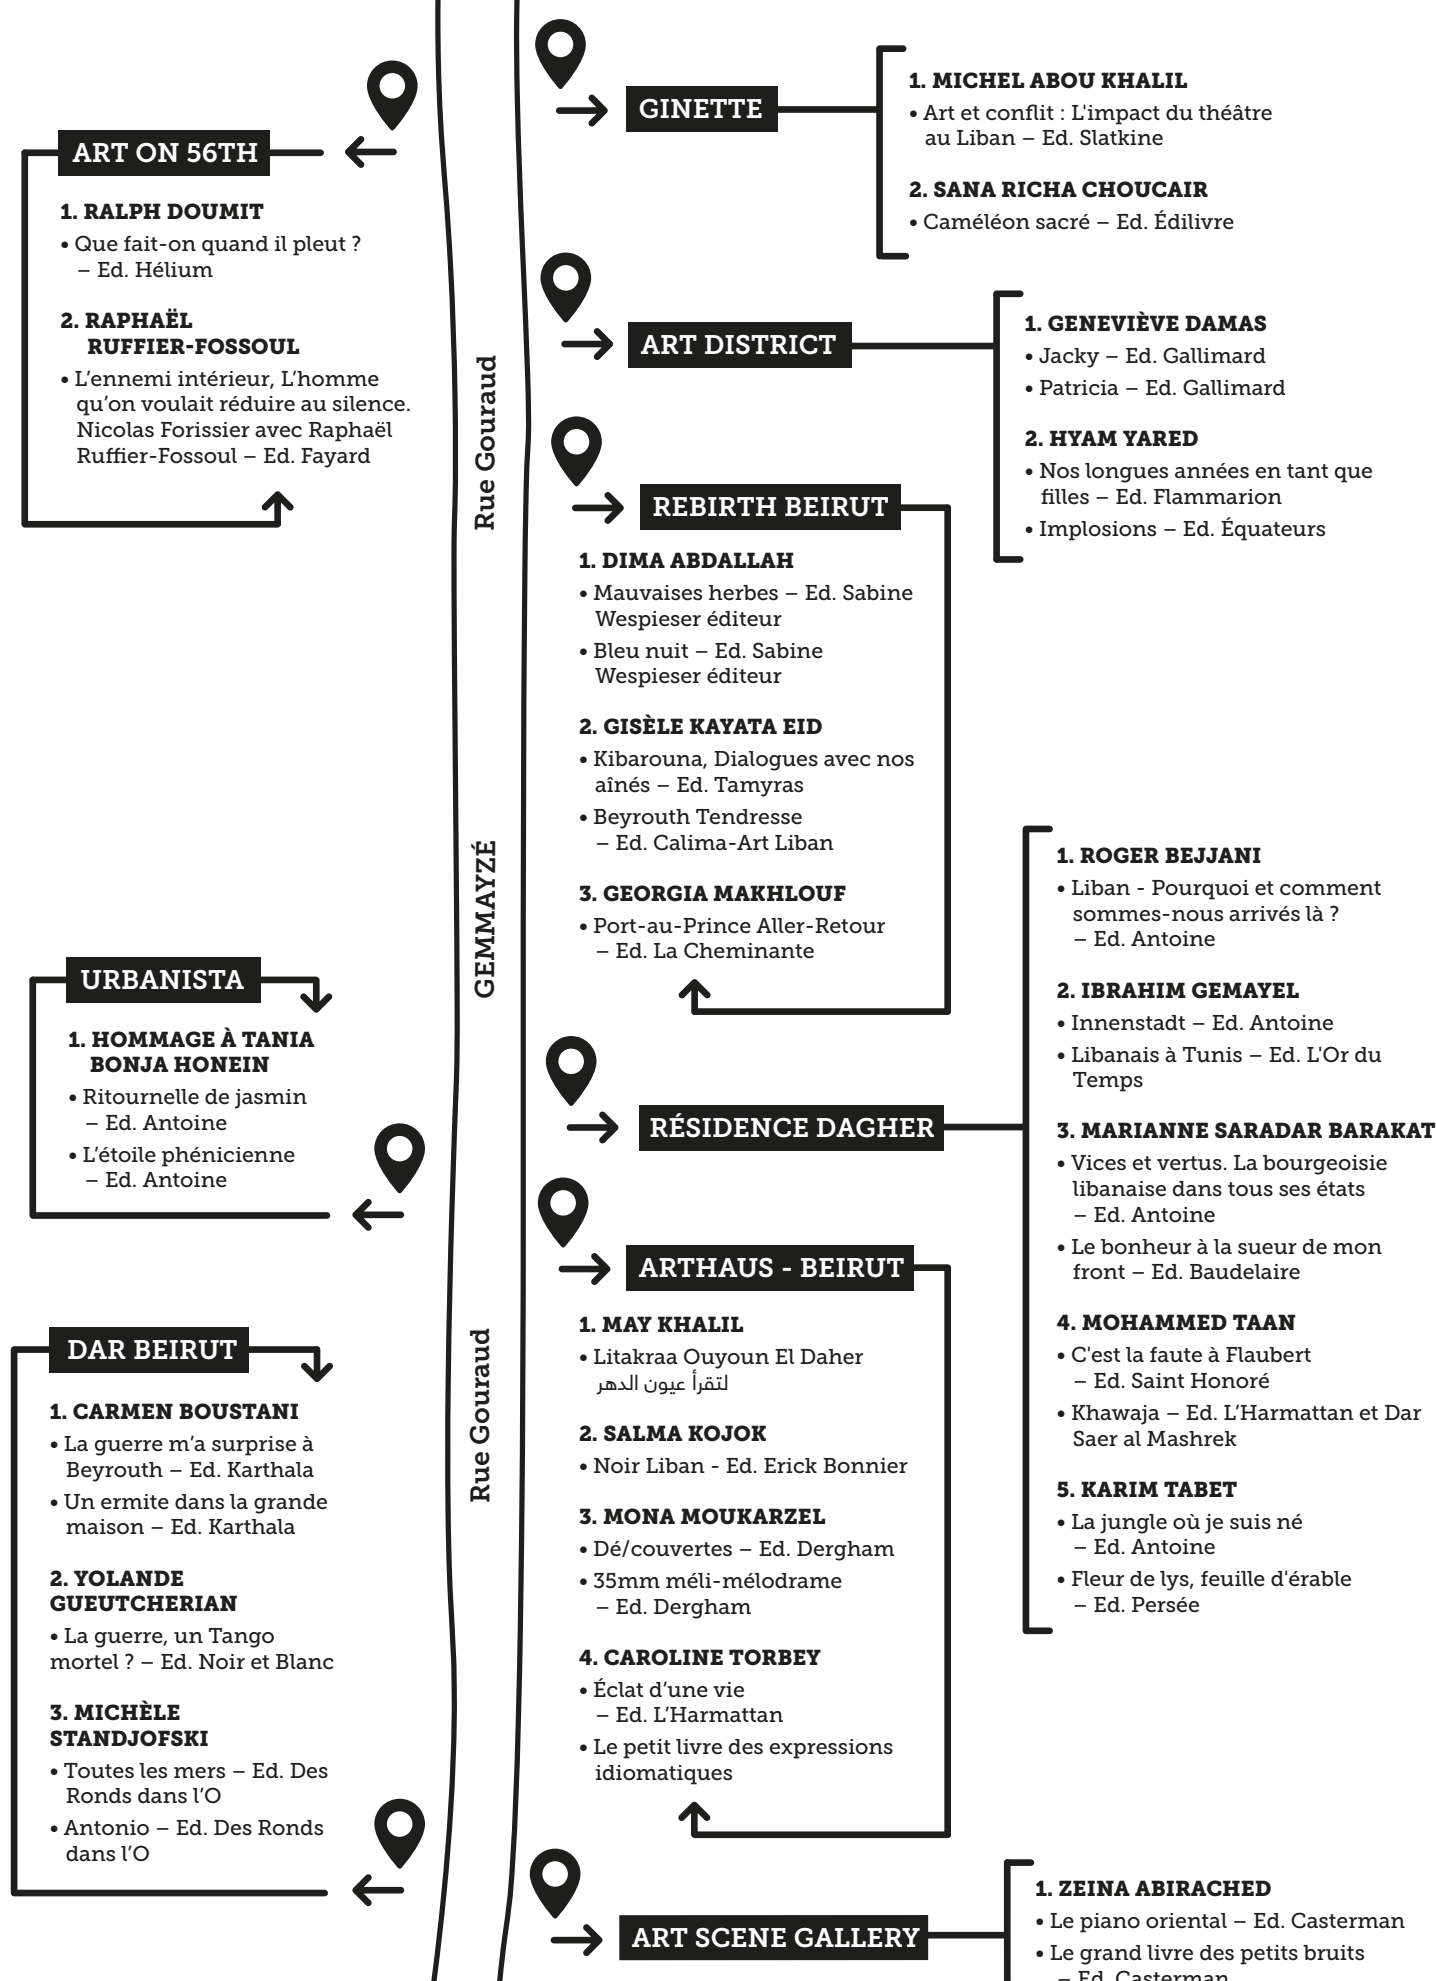 ART ON 56TH
1. RALPH DOUMIT
• Que fait-on quand il pleut ?
– Ed. Hélium
2. RAPHAËL
RUFFIER-FOSSOUL
• L’ennemi intérieur, L’homme
qu’on voulait réduire au silence.
Nicolas Forissier avec Raphaël
Ruffier-Fossoul – Ed. Fayard
URBANISTA
1. HOMMAGE À TANIA
BONJA HONEIN
• Ritournelle de jasmin
– Ed. Antoine
• L’étoile phénicienne
– Ed. Antoine
DAR BEIRUT
1. CARMEN BOUSTANI
• La guerre m’a surprise à
Beyrouth – Ed. Karthala
• Un ermite dans la grande
maison – Ed. Karthala
2. YOLANDE
GUEUTCHERIAN
• La guerre, un Tango
mortel ? – Ed. Noir et Blanc
3. MICHÈLE
STANDJOFSKI
• Toutes les mers – Ed. Des
Ronds dans l’O
• Antonio – Ed. Des Ronds
dans l’O
Rue Gouraud
GEMMAYZÉ
Rue Gouraud
GINETTE
1. MICHEL ABOU KHALIL
• Art et conflit : L'impact du théâtre
au Liban – Ed. Slatkine
2. SANA RICHA CHOUCAIR
• Caméléon sacré – Ed. Édilivre
ART DISTRICT
1. GENEVIÈVE DAMAS
• Jacky – Ed. Gallimard
• Patricia – Ed. Gallimard
2. HYAM YARED
• Nos longues années en tant que
filles – Ed. Flammarion
• Implosions – Ed. Équateurs
REBIRTH BEIRUT
1. DIMA ABDALLAH
• Mauvaises herbes – Ed. Sabine
Wespieser éditeur
• Bleu nuit – Ed. Sabine
Wespieser éditeur
2. GISÈLE KAYATA EID
• Kibarouna, Dialogues avec nos
aînés – Ed. Tamyras
• Beyrouth Tendresse
– Ed. Calima-Art Liban
3. GEORGIA MAKHLOUF
• Port-au-Prince Aller-Retour
– Ed. La Cheminante
RÉSIDENCE DAGHER
1. ROGER BEJJANI
• Liban - Pourquoi et comment
sommes-nous arrivés là ?
– Ed. Antoine
2. IBRAHIM GEMAYEL
• Innenstadt – Ed. Antoine
• Libanais à Tunis – Ed. L'Or du
Temps
3. MARIANNE SARADAR BARAKAT
• Vices et vertus. La bourgeoisie
libanaise dans tous ses états
– Ed. Antoine
• Le bonheur à la sueur de mon
front – Ed. Baudelaire
4. MOHAMMED TAAN
• C'est la faute à Flaubert
– Ed. Saint Honoré
• Khawaja – Ed. L’Harmattan et Dar
Saer al Mashrek
5. KARIM TABET
• La jungle où je suis né
– Ed. Antoine
• Fleur de lys, feuille d'érable
– Ed. Persée
ARTHAUS - BEIRUT
1. MAY KHALIL
• Litakraa Ouyoun El Daher
لتقرأ عيون الدهر
2. SALMA KOJOK
• Noir Liban - Ed. Erick Bonnier
3. MONA MOUKARZEL
• Dé/couvertes – Ed. Dergham
• 35mm méli-mélodrame
– Ed. Dergham
4. CAROLINE TORBEY
• Éclat d’une vie
– Ed. L’Harmattan
• Le petit livre des expressions
idiomatiques
ART SCENE GALLERY
1. ZEINA ABIRACHED
• Le piano oriental – Ed. Casterman
• Le grand livre des petits bruits
– Ed. Casterman